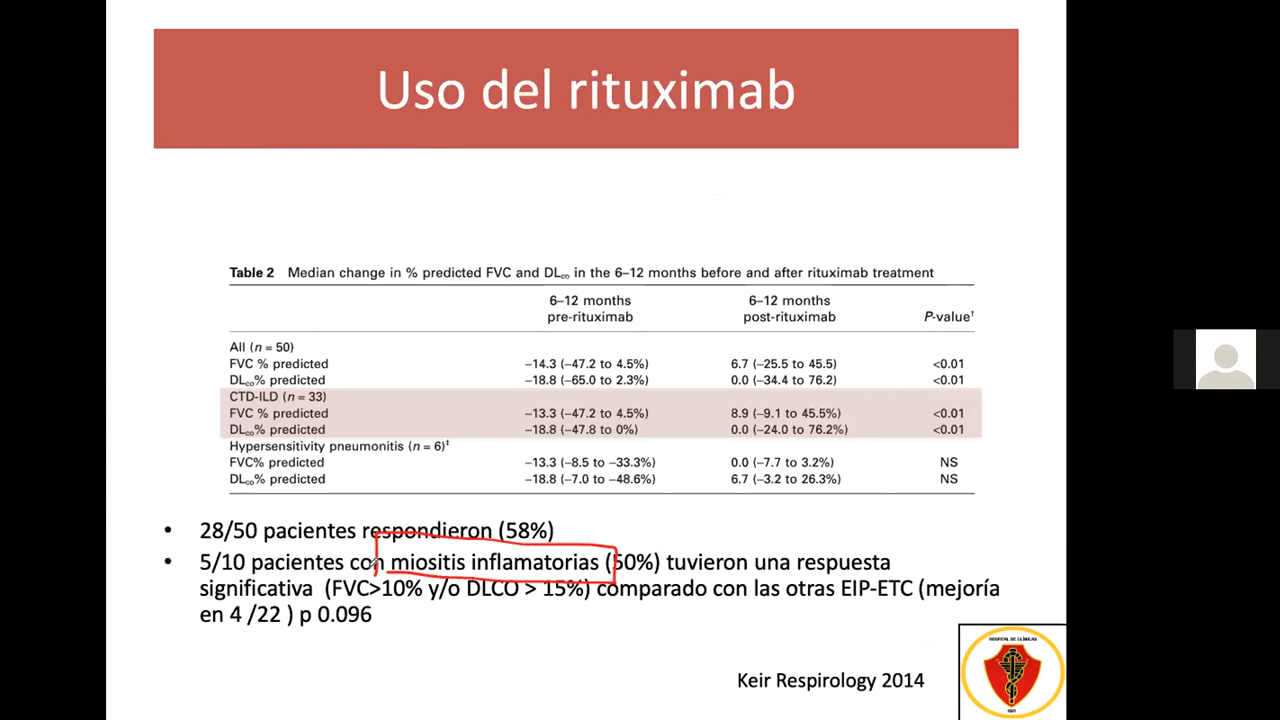 Uso del rituximab
Table 2 Median change in % predicted FVC and DLco in the 6–12 months before and after rituximab treatment
6–12 months 6–12 months
pre-rituximab post-rituximab P-value†
All (n = 50)
FVC % predicted −14.3 (−47.2 to 4.5%) 6.7 (−25.5 to 45.5) <0.01
DLco% predicted −18.8 (−65.0 to 2.3%) 0.0 (−34.4 to 76.2) <0.01
CTD-ILD (n = 33)
FVC % predicted −13.3 (−47.2 to 4.5%) 8.9 (−9.1 to 45.5%) <0.01
DLco% predicted −18.8 (−47.8 to 0%) 0.0 (−24.0 to 76.2%) <0.01
Hypersensitivity pneumonitis (n = 6)‡
FVC% predicted −13.3 (−8.5 to −33.3%) 0.0 (−7.7 to 3.2%) NS
DLco% predicted −18.8 (−7.0 to −48.6%) 6.7 (−3.2 to 26.3%) NS
• 28/50 pacientes respondieron (58%)
• 5/10 pacientes con miositis inflamatorias (50%) tuvieron una respuesta
significativa (FVC>10% y/o DLCO > 15%) comparado con las otras EIP-ETC (mejoría
en 4 /22 ) p 0.096
Keir Respirology 2014
HOSPITAL DE CLÍNICAS